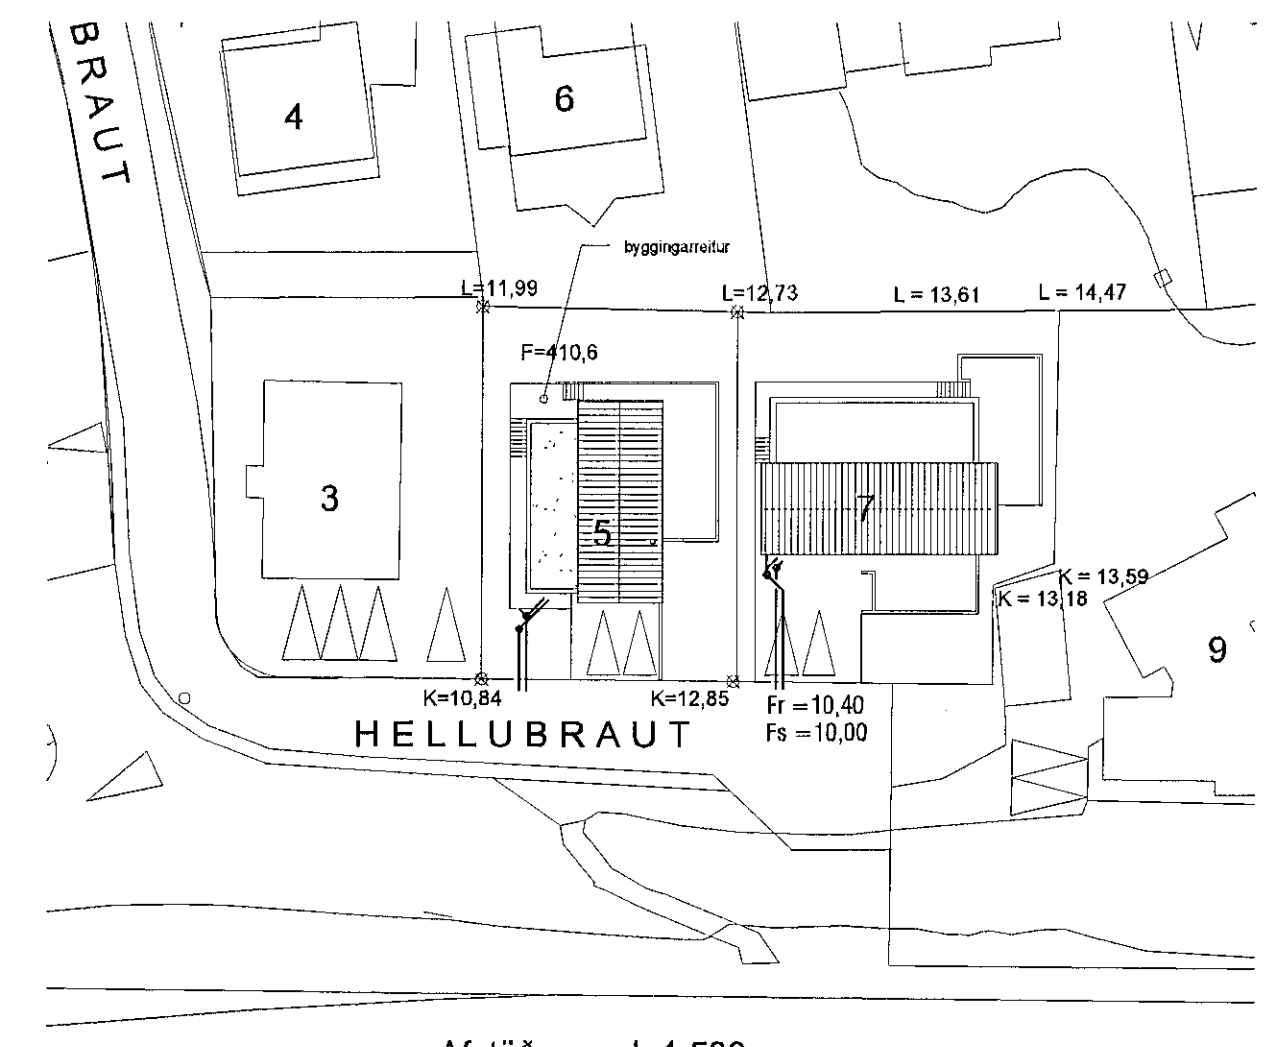 BRAUT
4
6
byggingarreitur
L=11,99
L=12,73
L = 13,61
L = 14,47
F=410,6
3
5
7
K = 13,59
K = 13,18
9
K=10,84
K=12,85
Fr = 10,40
Fs = 10,00
HELLUBRAUT